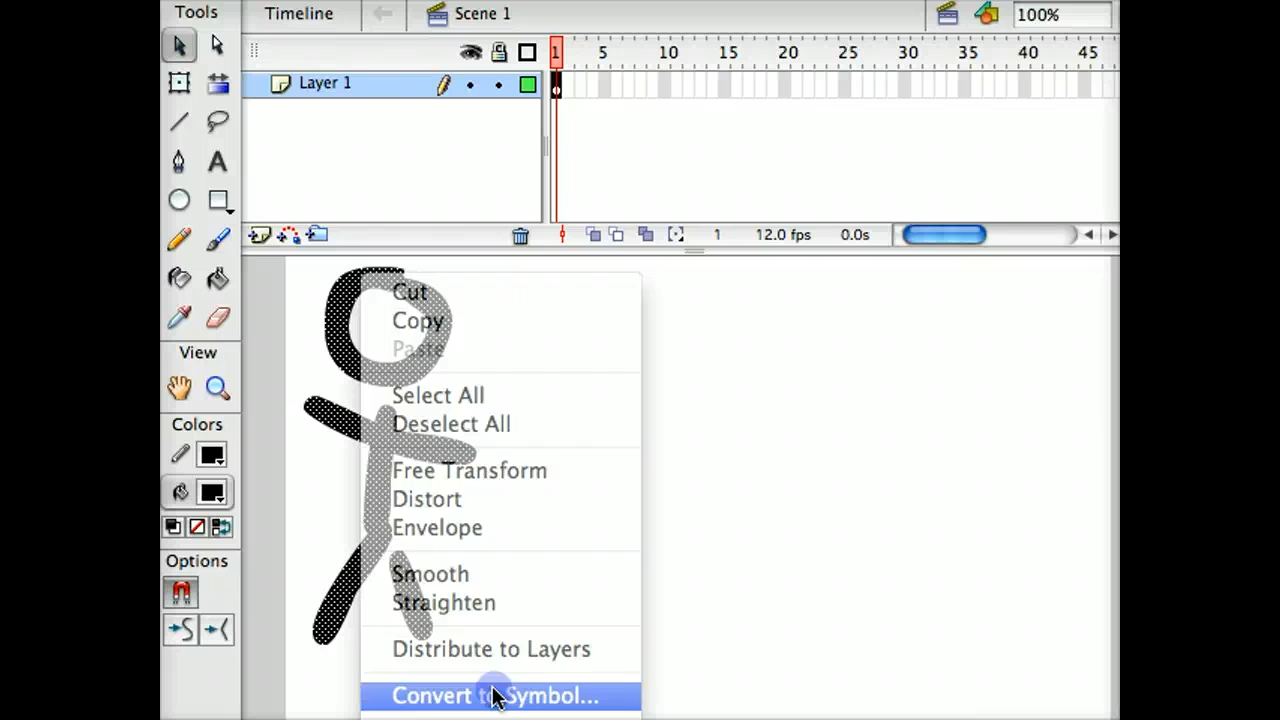 Tools
Timeline
Scene 1
100%
1 5 10 15 20 25 30 35 40 45
Layer 1
1 12.0 fps 0.0s
View
Colors
Options
Cut
Copy
Paste
Select All
Deselect All
Free Transform
Distort
Envelope
Smooth
Straighten
Distribute to Layers
Convert to Symbol...